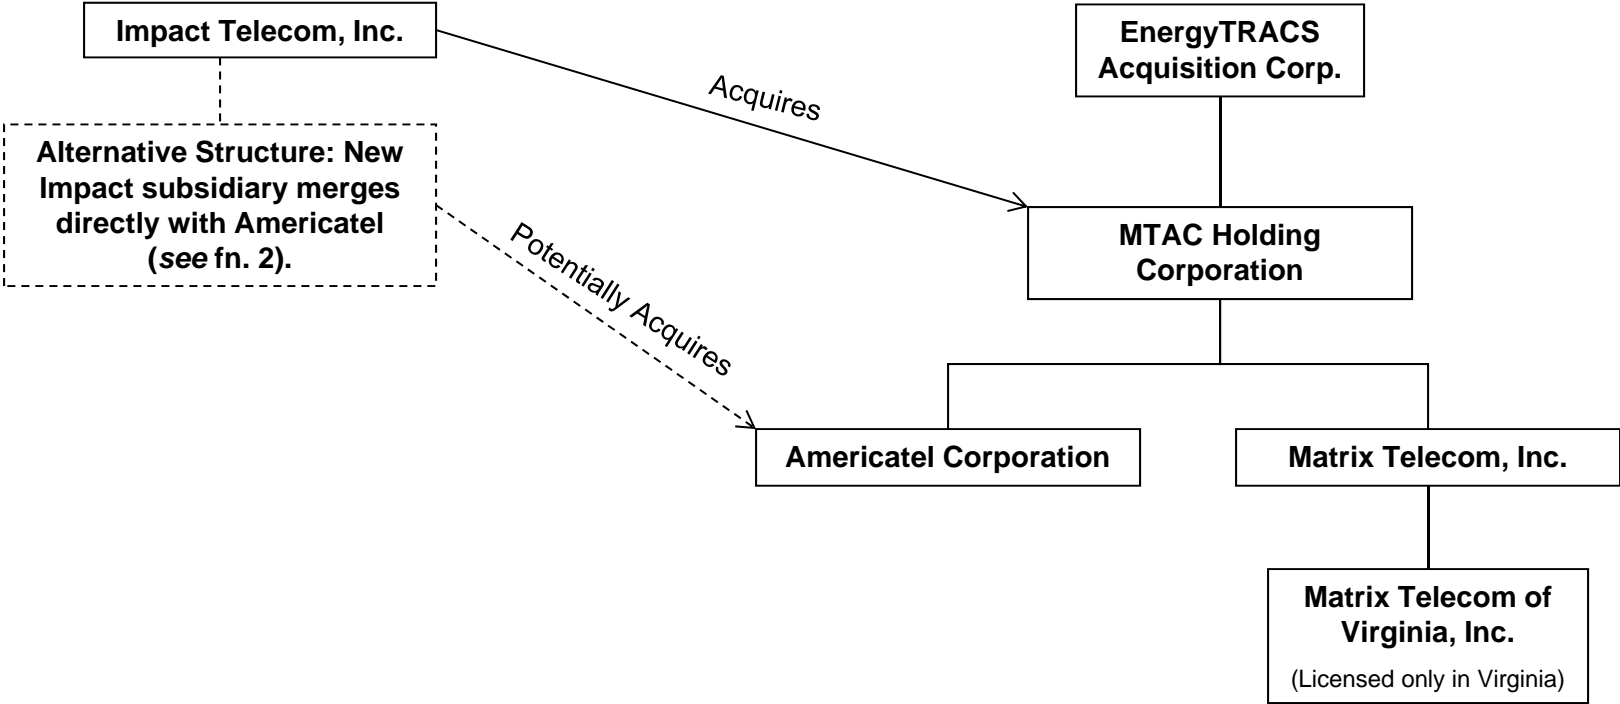 Impact Telecom, Inc.
EnergyTRACS
Acquisition Corp.
Acquires
Alternative Structure: New
Impact subsidiary merges
directly with Americatel
(see fn. 2).
MTAC Holding
Corporation
Potentially Acquires
Americatel Corporation
Matrix Telecom, Inc.
Matrix Telecom of
Virginia, Inc.
(Licensed only in Virginia)